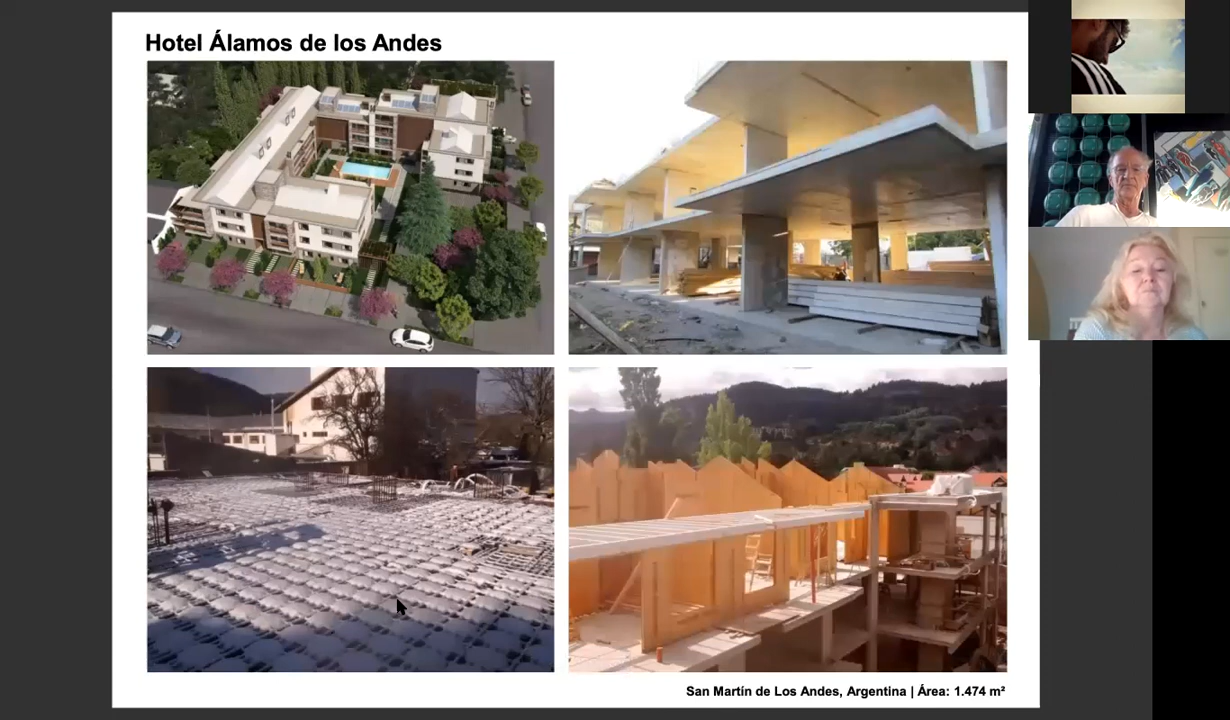 Hotel Álamos de los Andes
San Martín de Los Andes, Argentina | Área: 1.474 m²